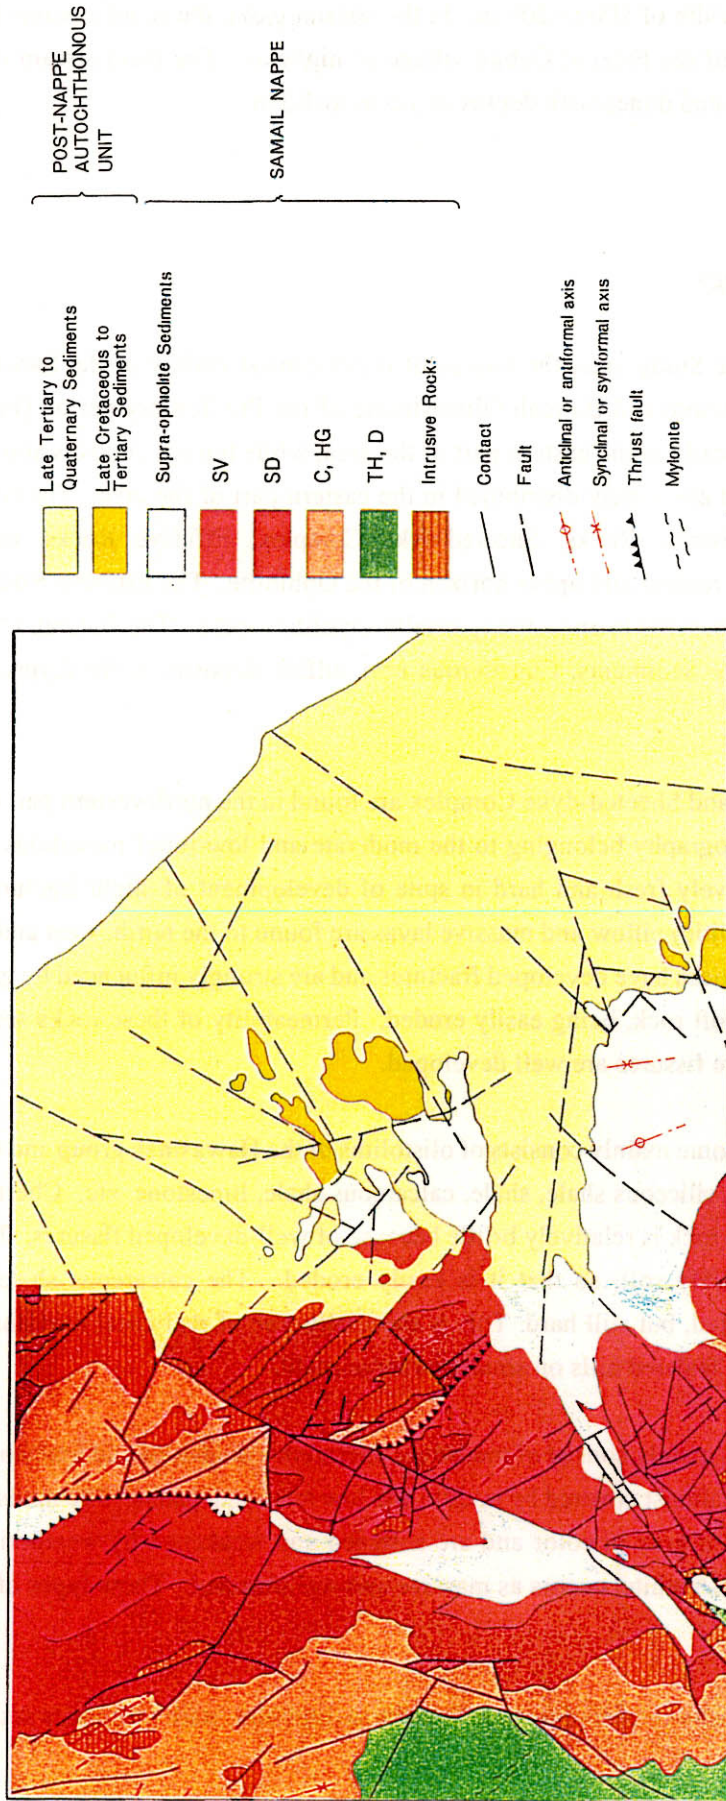 POST-NAPPE
AUTOCHTHONOUS
UNIT
SAMAIL NAPPE
Late Tertiary to
Quaternary Sediments
Late Cretaceous to
Tertiary Sediments
Supra-ophiolite Sediments
SV
SD
C, HG
TH, D
Intrusive Rocks
Contact
Fault
Anticlinal or antiformal axis
Synclinal or synformal axis
Thrust fault
Mylonite